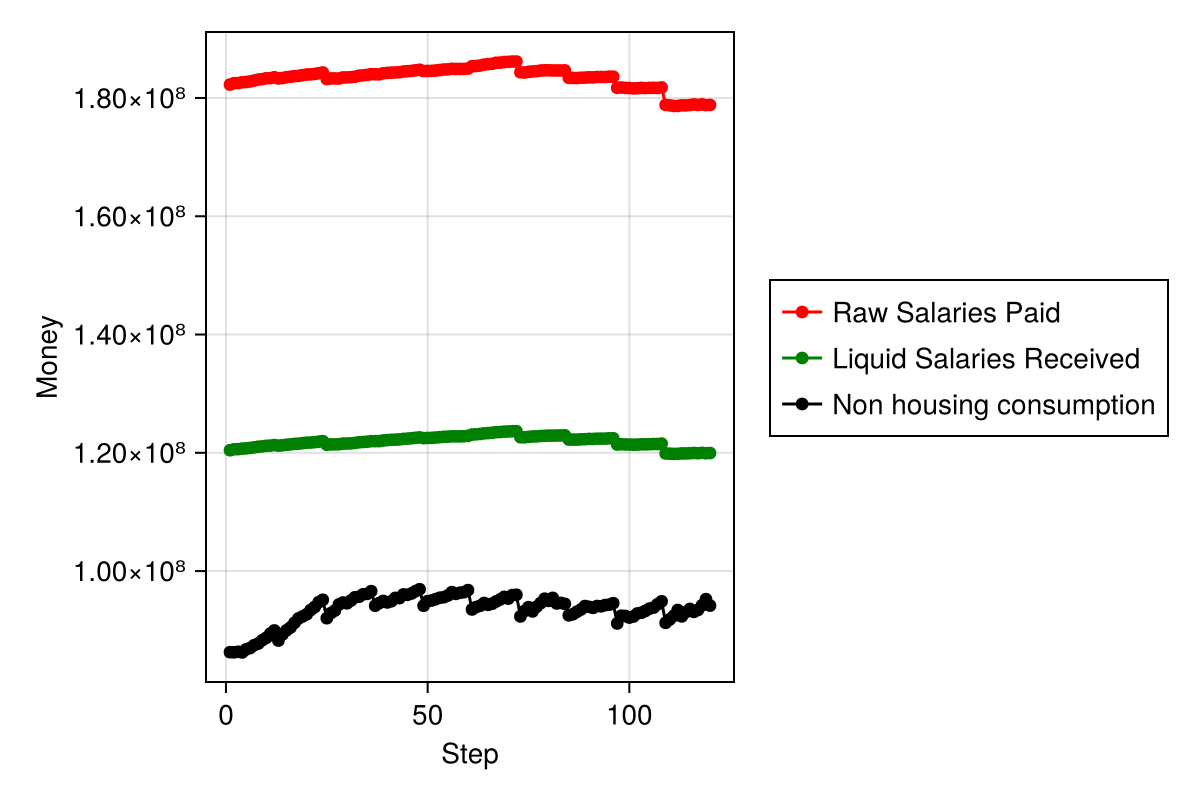 1.80×10⁸
1.60×10⁸
1.40×10⁸
1.20×10⁸
1.00×10⁸
Money
0 50 100
Step
Raw Salaries Paid
Liquid Salaries Received
Non housing consumption